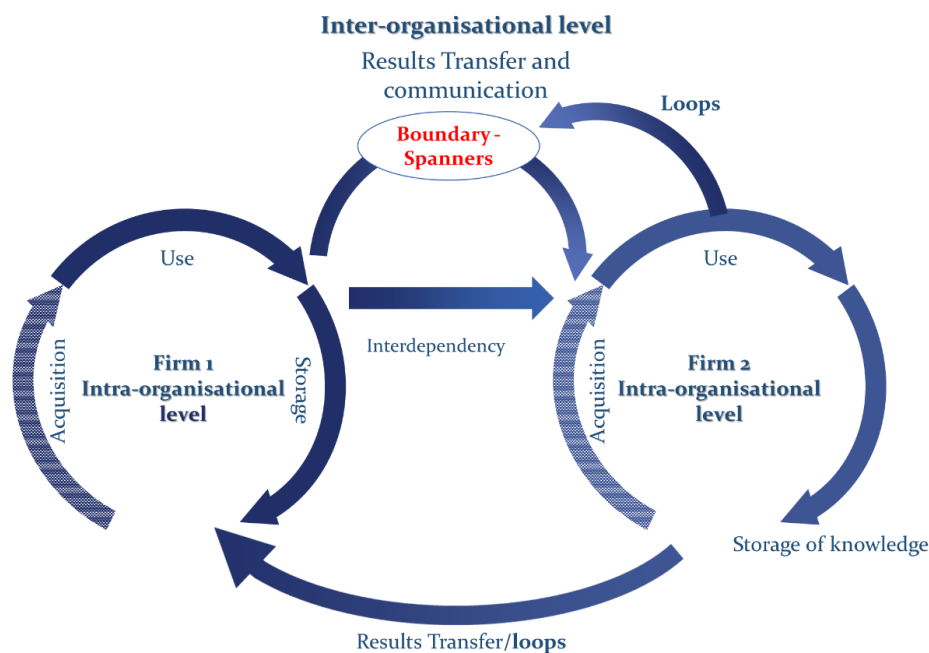 Inter-organisational level
Results Transfer and
communication
Loops
Boundary-
Spanners
Use
Use
Interdependency
Acquisition
Firm 1
Intra-organisational
level
Storage
Acquisition
Firm 2
Intra-organisational
level
Storage of knowledge
Results Transfer/loops